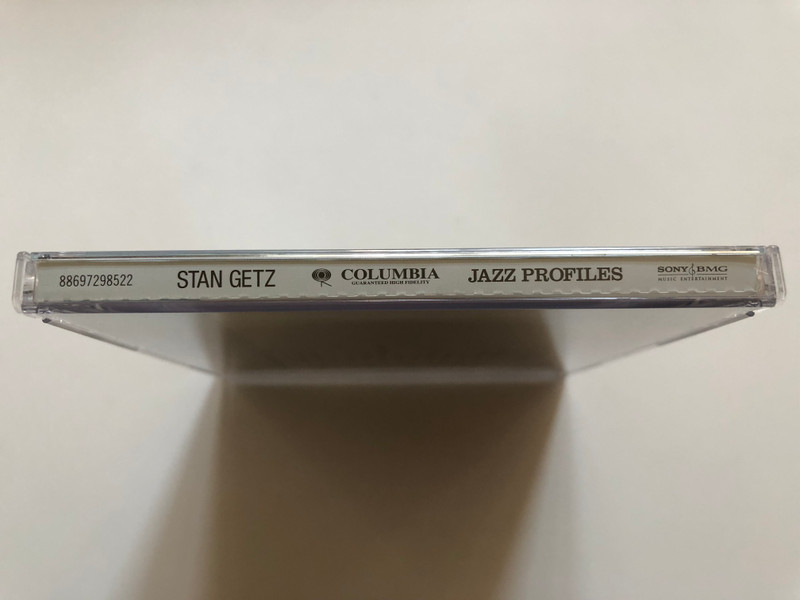 88697298522 STAN GETZ COLUMBIA JAZZ PROFILES SONY BMG
GUARANTEED HIGH FIDELITY MUSIC ENTERTAINMENT